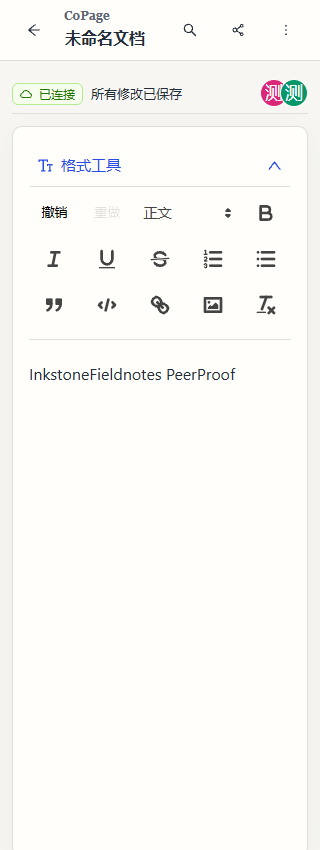 CoPage
未命名文档
已连接 所有修改已保存
测 测
Tт 格式工具
撤销 重做 正文 B
I U S
InkstoneFieldnotes PeerProof